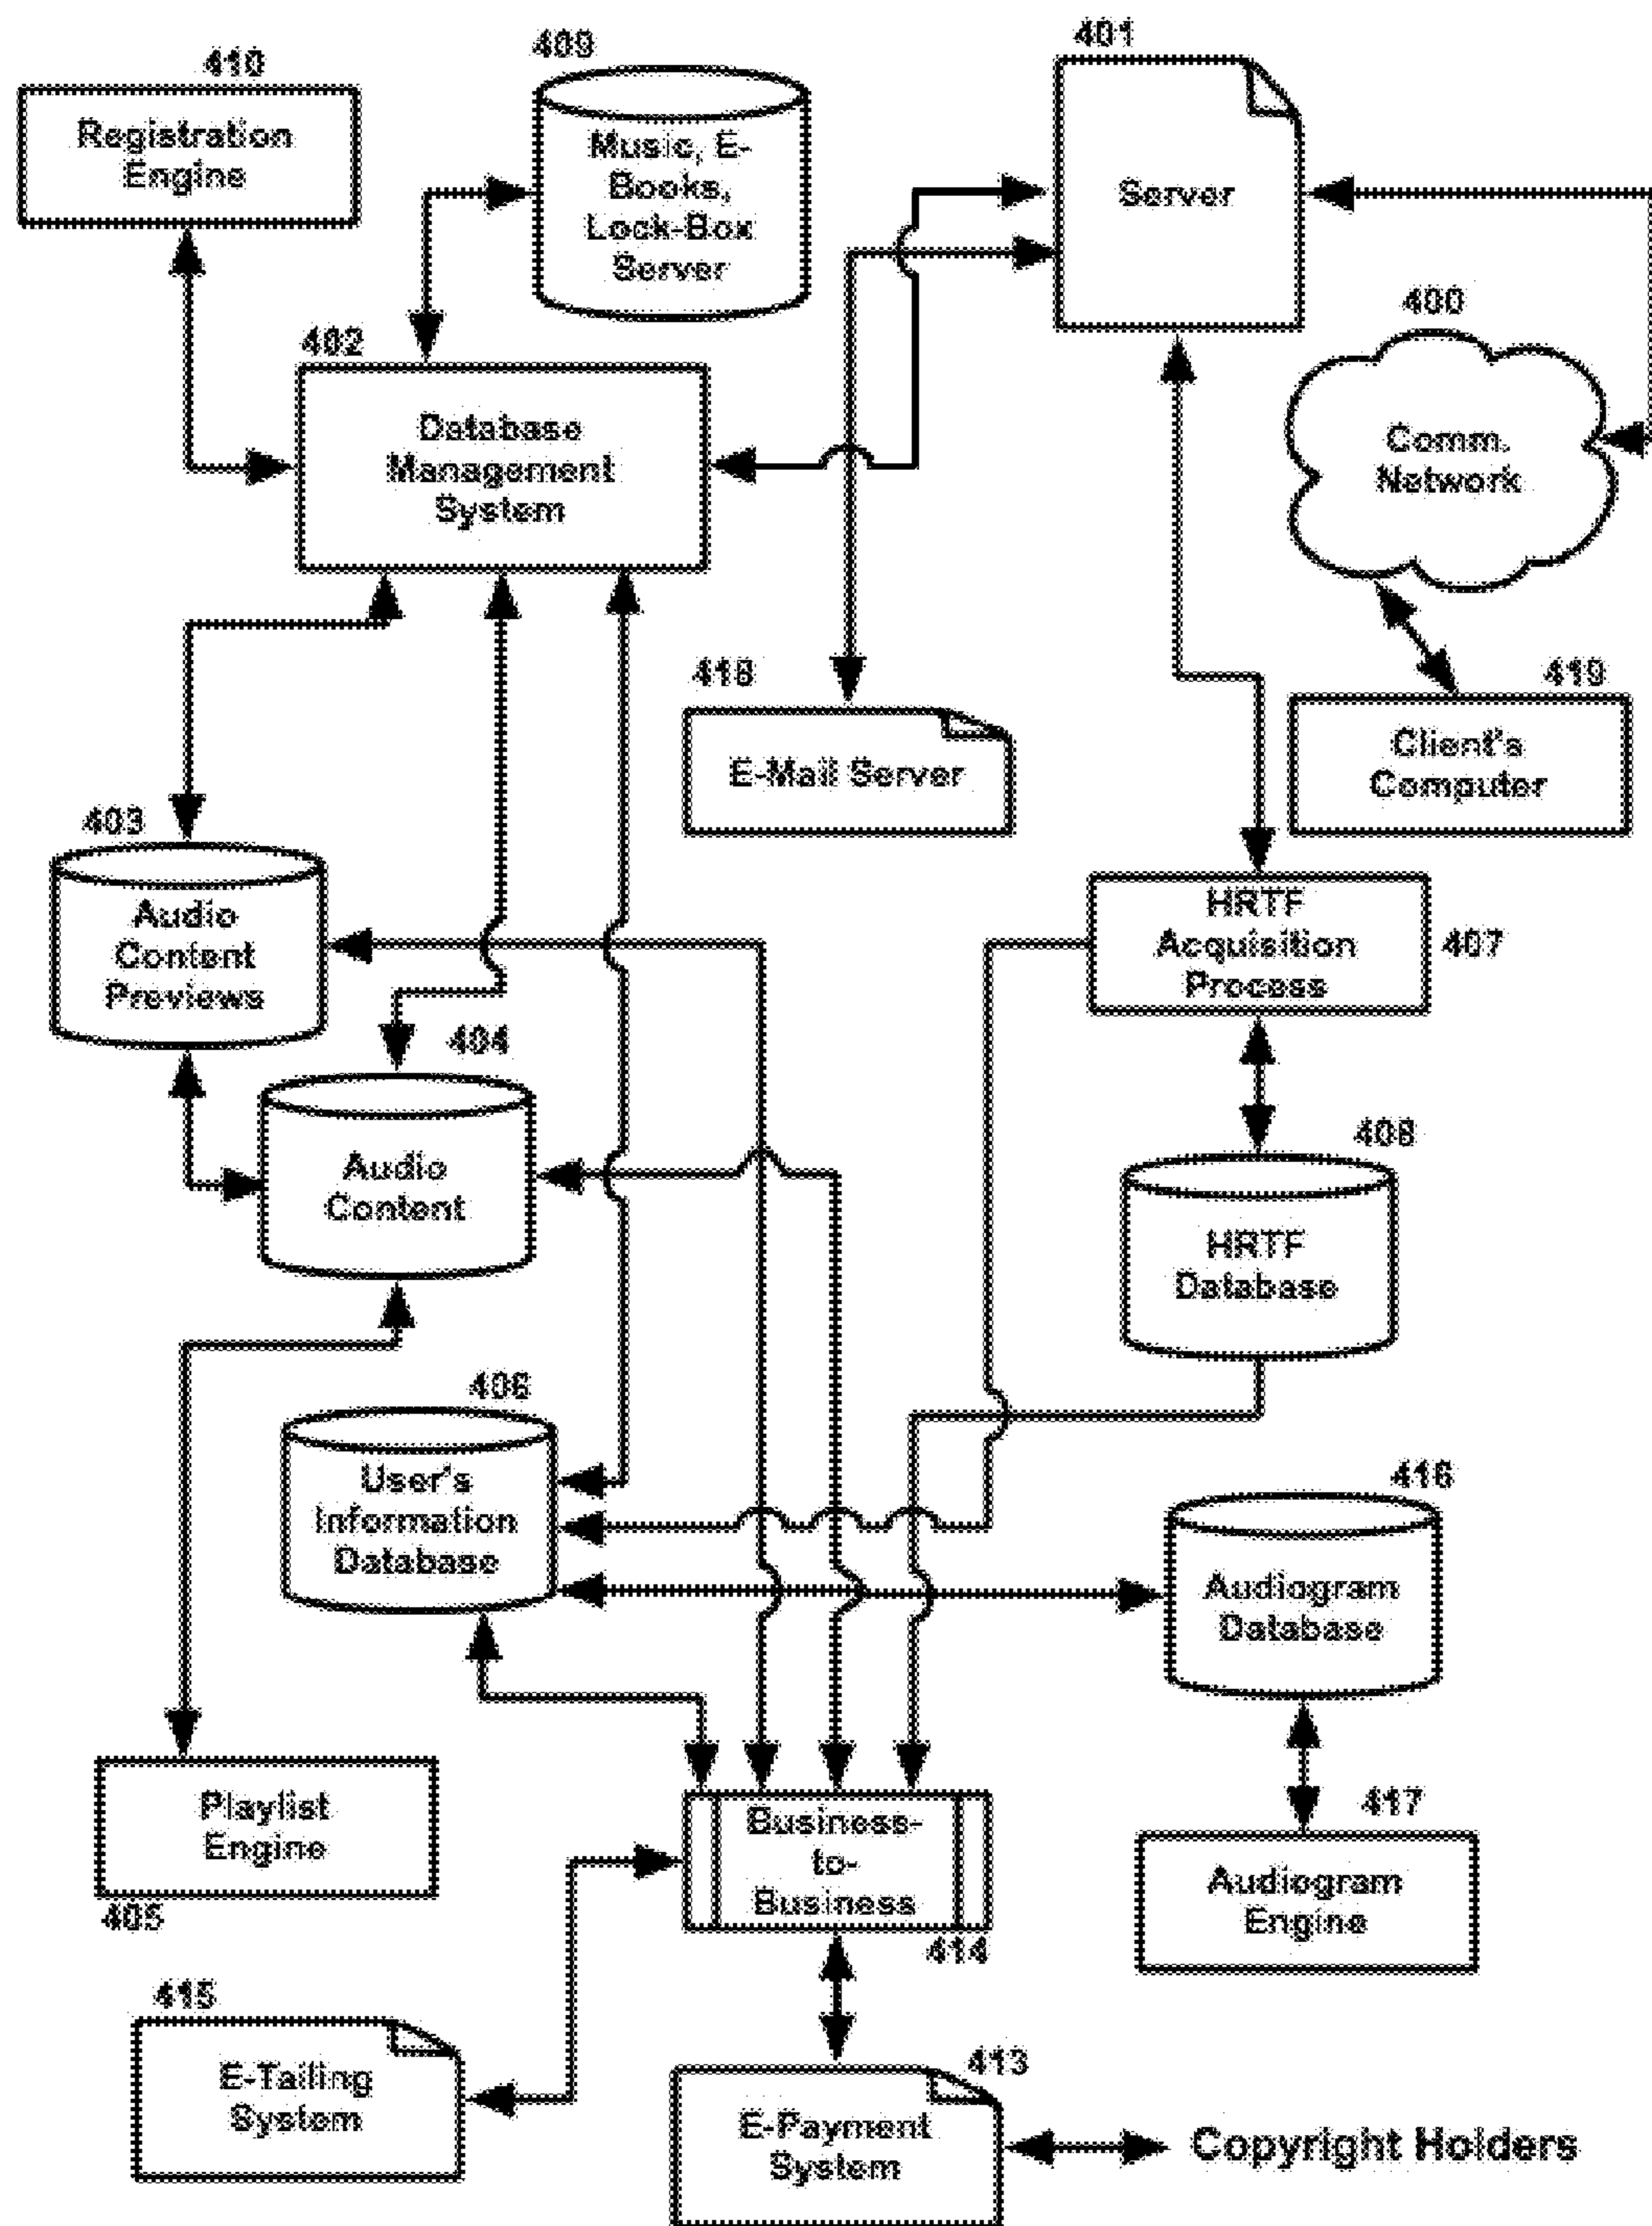 410
Registration
Engine
409
Music, E-
Books,
Lock-Box
Server
401
Server
400
Comm.
Network
402
Database
Management
System
418
E-Mail Server
419
Client's
Computer
403
Audio
Content
Previews
HRTF
Acquisition
Process
407
404
Audio
Content
408
HRTF
Database
406
User's
Information
Database
416
Audiogram
Database
Playlist
Engine
405
Business-
to-
Business
414
417
Audiogram
Engine
415
E-Tailing
System
413
E-Payment
System
Copyright Holders